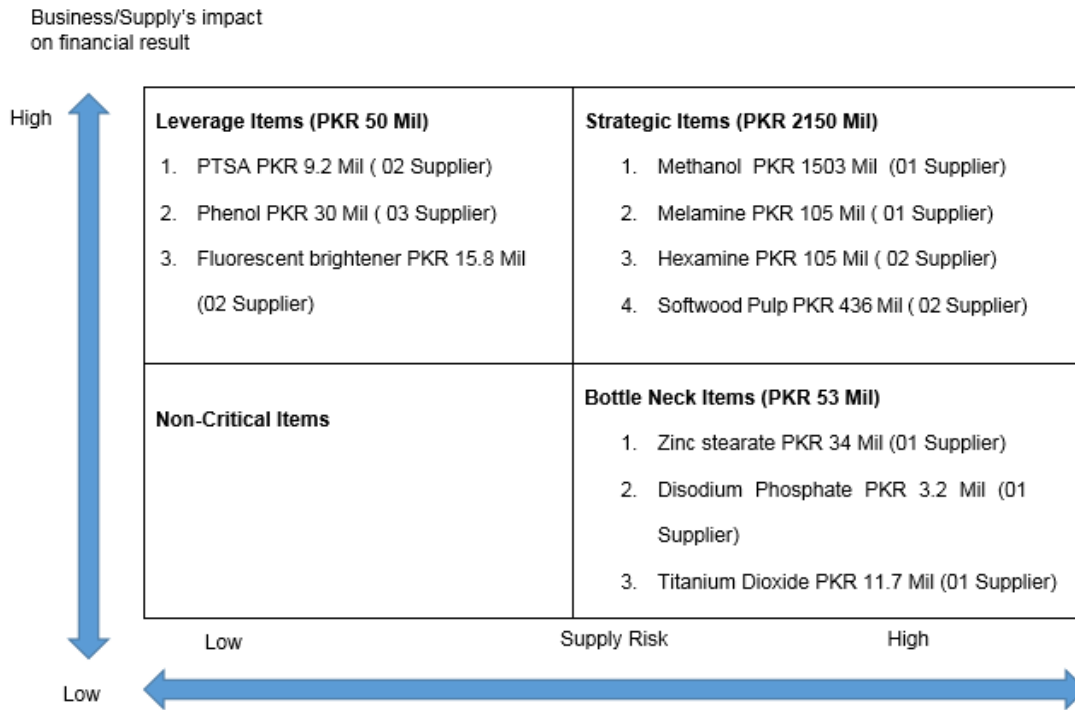 Business/Supply's impact
on financial result
High
Leverage Items (PKR 50 Mil)
1. PTSA PKR 9.2 Mil ( 02 Supplier)
2. Phenol PKR 30 Mil ( 03 Supplier)
3. Fluorescent brightener PKR 15.8 Mil
(02 Supplier)
Strategic Items (PKR 2150 Mil)
1. Methanol PKR 1503 Mil (01 Supplier)
2. Melamine PKR 105 Mil ( 01 Supplier)
3. Hexamine PKR 105 Mil ( 02 Supplier)
4. Softwood Pulp PKR 436 Mil ( 02 Supplier)
Non-Critical Items
Bottle Neck Items (PKR 53 Mil)
1. Zinc stearate PKR 34 Mil (01 Supplier)
2. Disodium Phosphate PKR 3.2 Mil (01
Supplier)
3. Titanium Dioxide PKR 11.7 Mil (01 Supplier)
Low Supply Risk High
Low